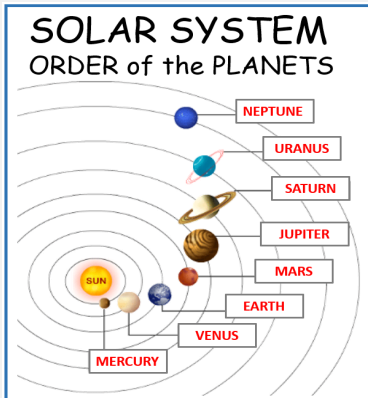 SOLAR SYSTEM
ORDER of the PLANETS
NEPTUNE
URANUS
SATURN
JUPITER
MARS
SUN
EARTH
VENUS
MERCURY